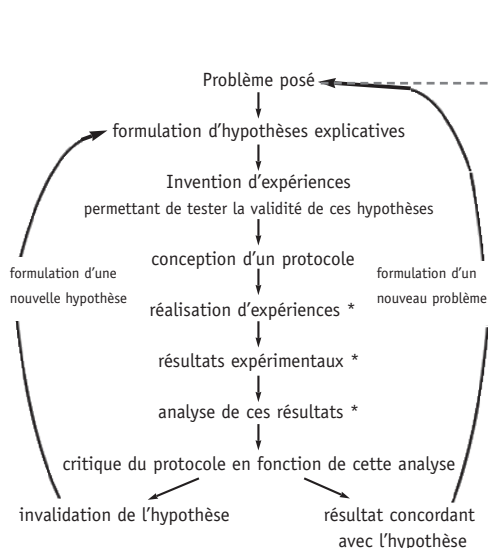 Problème posé
formulation d'hypothèses explicatives
Invention d'expériences
permettant de tester la validité de ces hypothèses
conception d'un protocole
formulation d'une
nouvelle hypothèse
formulation d'un
nouveau problème
réalisation d'expériences *
résultats expérimentaux *
analyse de ces résultats *
critique du protocole en fonction de cette analyse
invalidation de l'hypothèse
résultat concordant
avec l'hypothèse